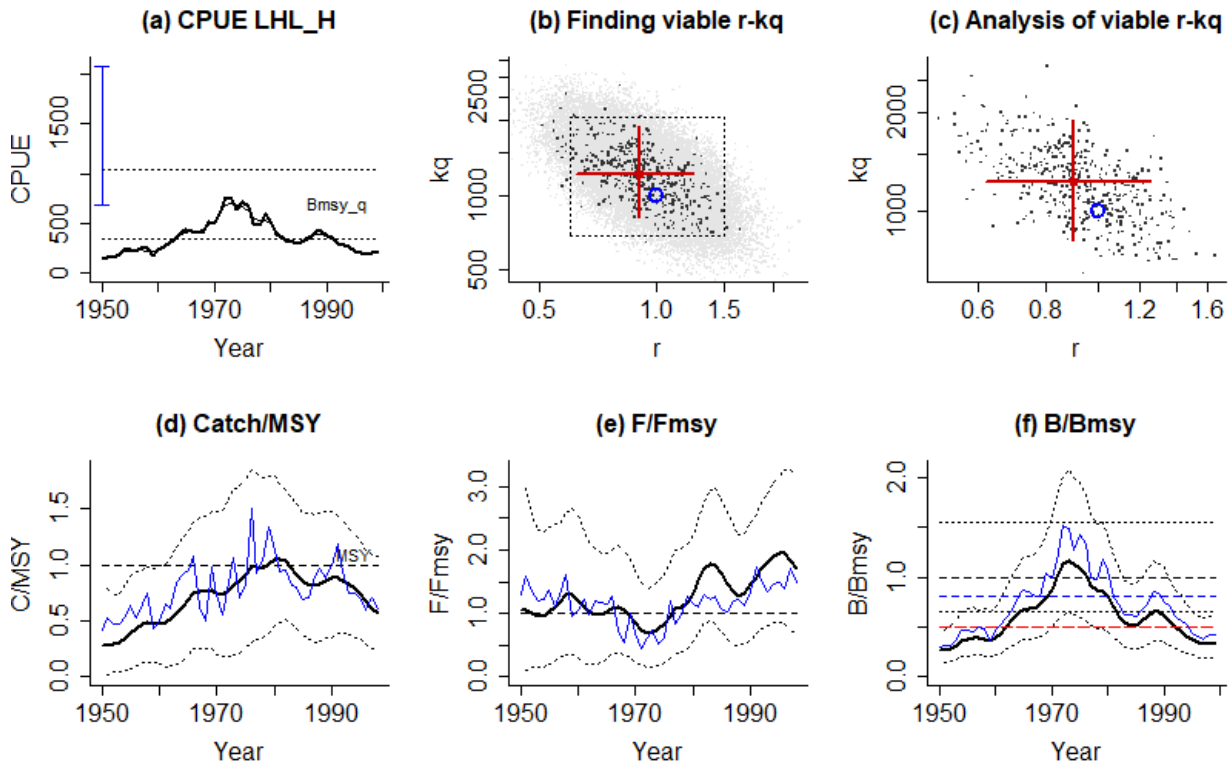 (a) CPUE LHL_H
CPUE
0
500
1500
Bmsy_q
1950
1970
1990
Year
(b) Finding viable r-kq
kq
500
1000
2500
0.5
1.0
1.5
r
(c) Analysis of viable r-kq
kq
1000
2000
0.6
0.8
1.2
1.6
r
(d) Catch/MSY
C/MSY
0.0
0.5
1.0
1.5
MSY
1950
1970
1990
Year
(e) F/Fmsy
F/Fmsy
0.0
1.0
2.0
3.0
1950
1970
1990
Year
(f) B/Bmsy
B/Bmsy
0.0
1.0
2.0
1950
1970
1990
Year